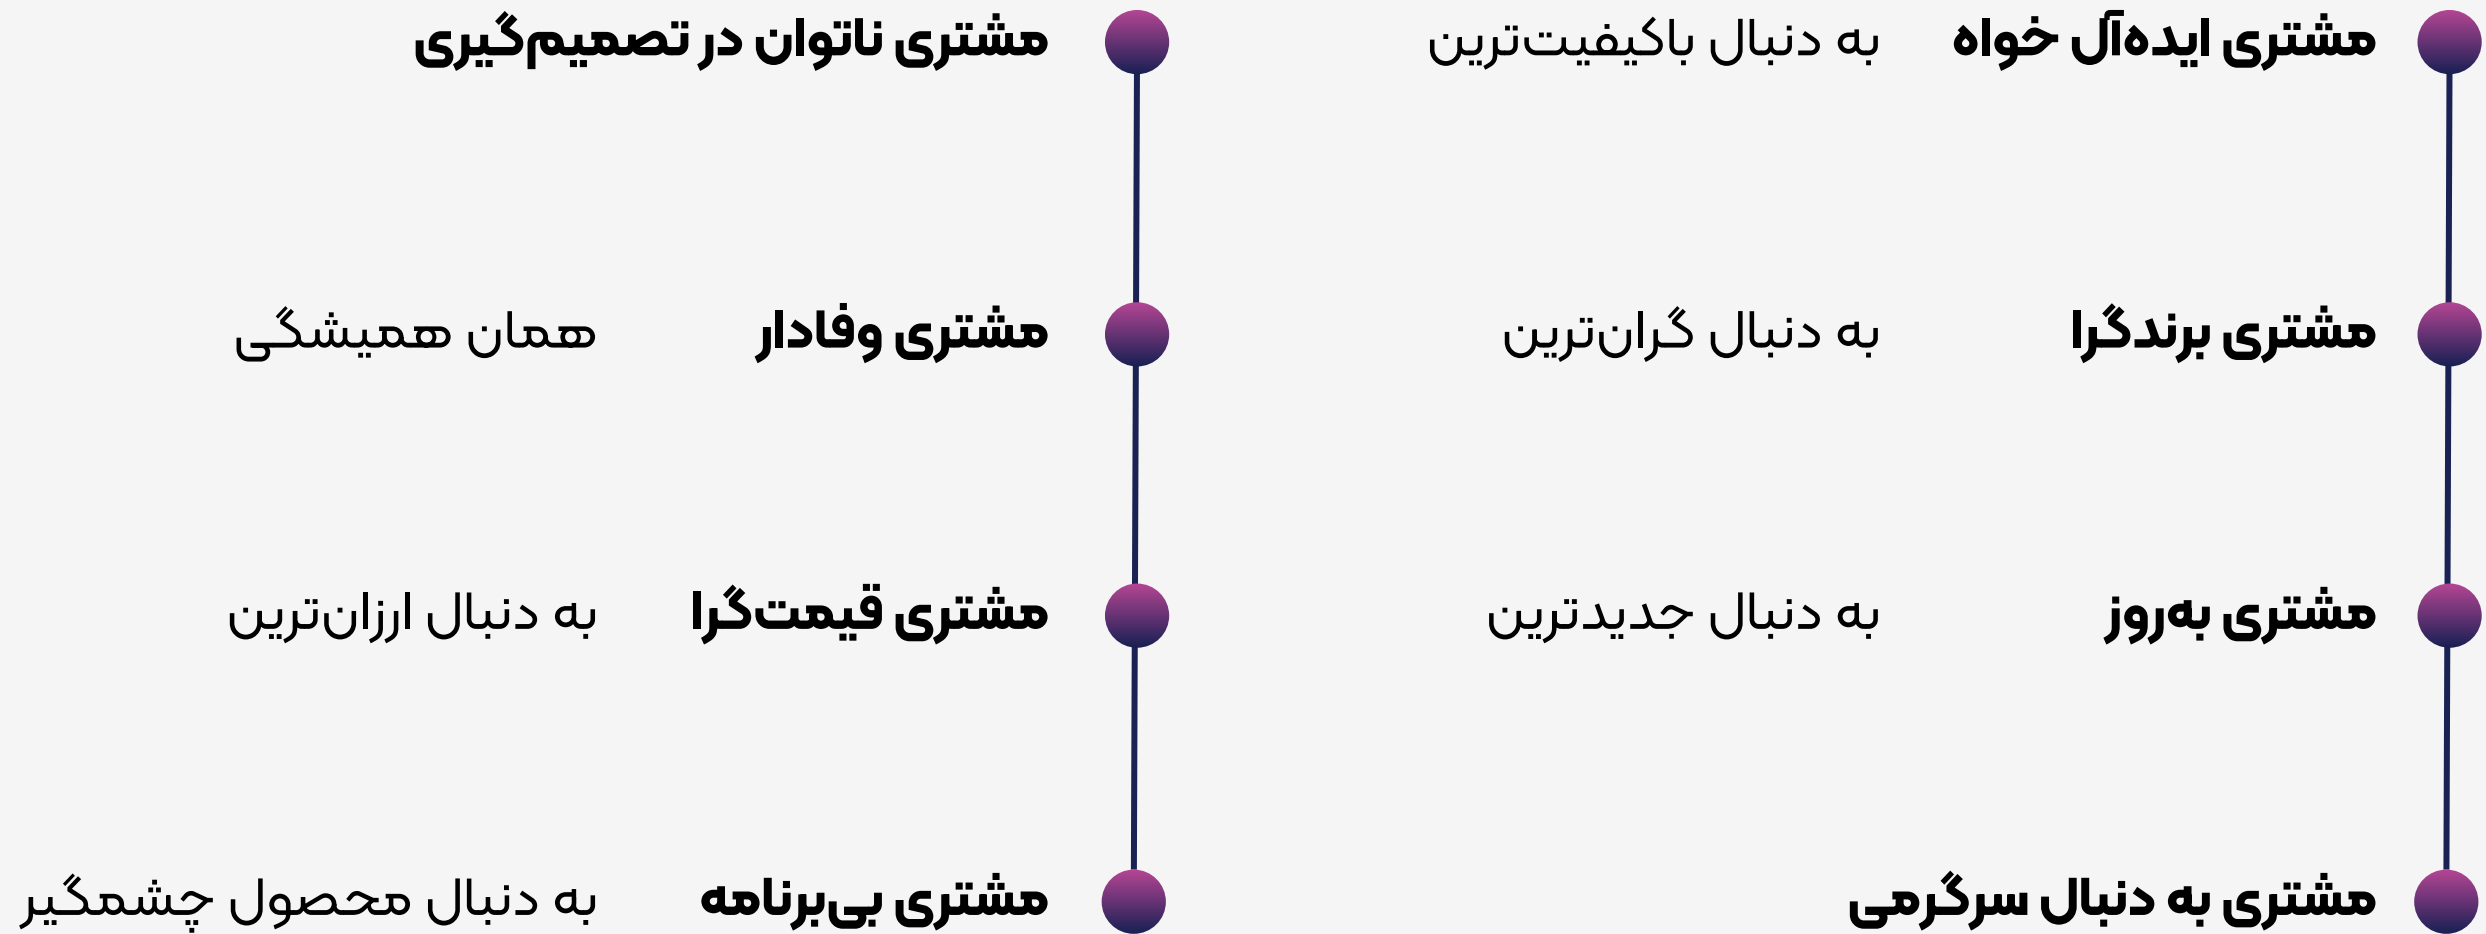 مشتری ایده‌آل خواه به دنبال باکیفیت‌ترین
مشتری برندگرا به دنبال گران‌ترین
مشتری به‌روز به دنبال جدیدترین
مشتری به دنبال سرگرمی
مشتری ناتوان در تصمیم‌گیری
مشتری وفادار همان همیشگی
مشتری قیمت‌گرا به دنبال ارزان‌ترین
مشتری بی‌برنامه به دنبال محصول چشمگیر